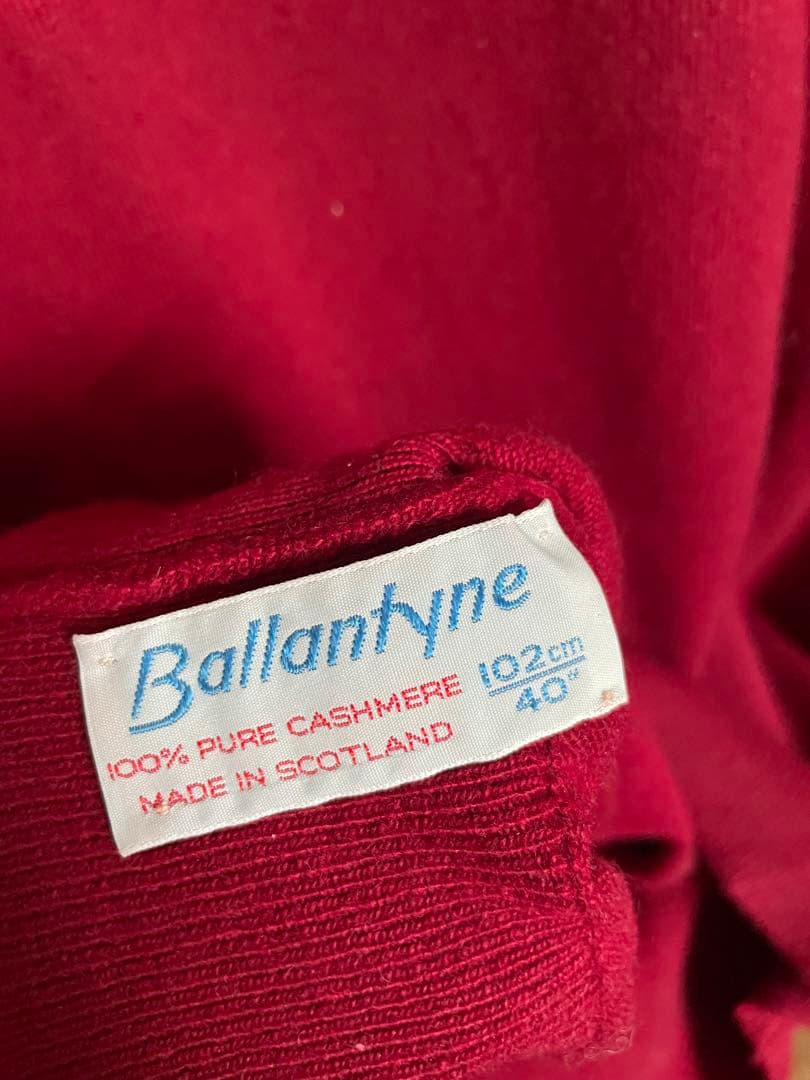 Ballantyne
100% PURE CASHMERE
MADE IN SCOTLAND
102cm
40"